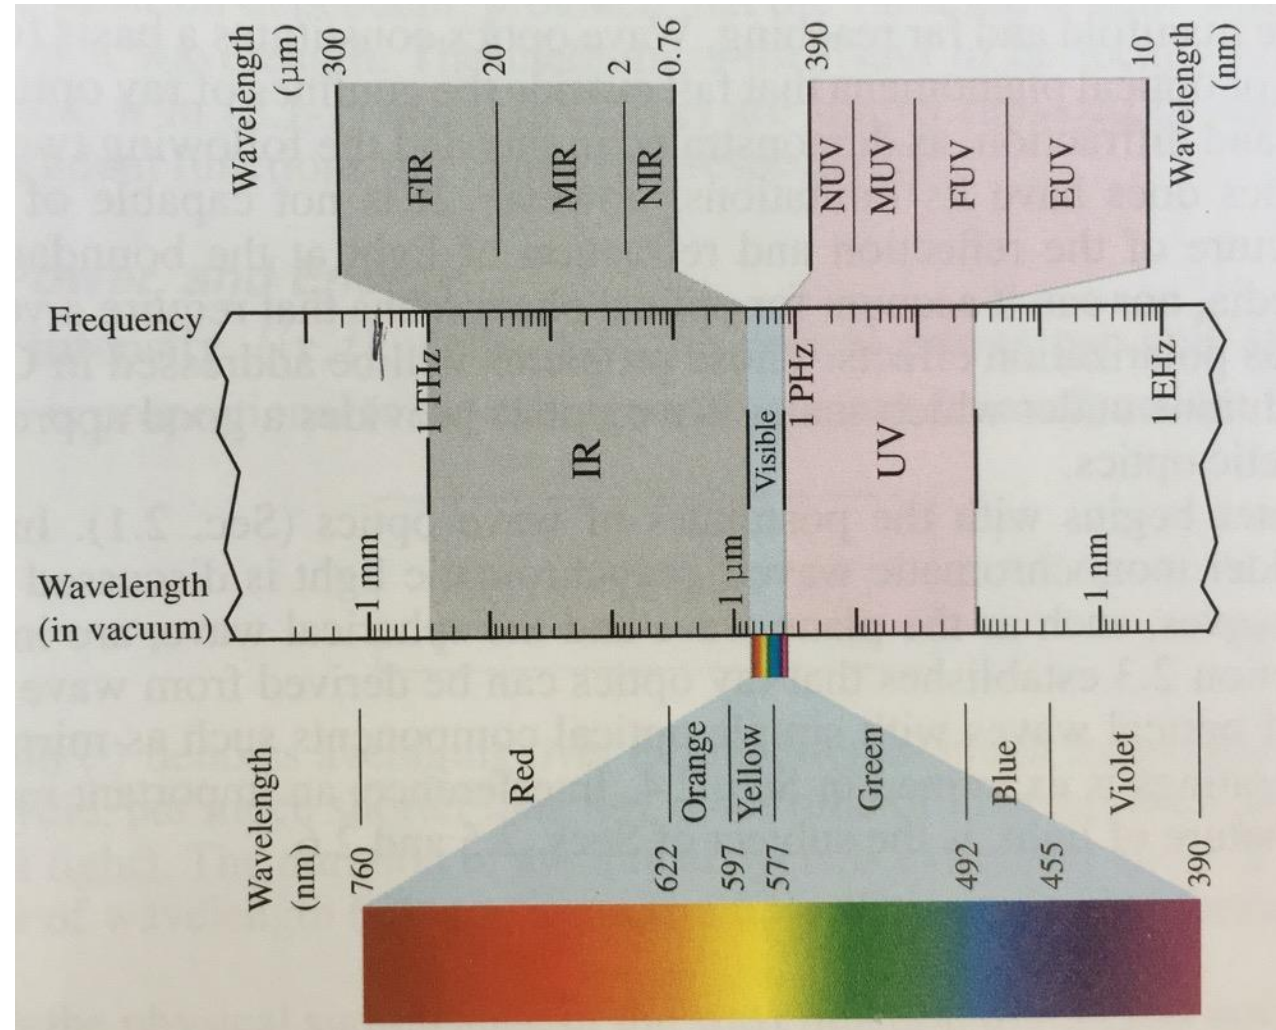 Wavelength
(μm)
300
20
2
0.76
390
10
Wavelength
(nm)
FIR
MIR
NIR
NUV
MUV
FUV
EUV
Frequency
1 THz
1 PHz
1 EHz
IR
Visible
UV
Wavelength
(in vacuum)
1 mm
1 μm
1 nm
Wavelength
(nm)
760
622
597
577
492
455
390
Red
Orange
Yellow
Green
Blue
Violet